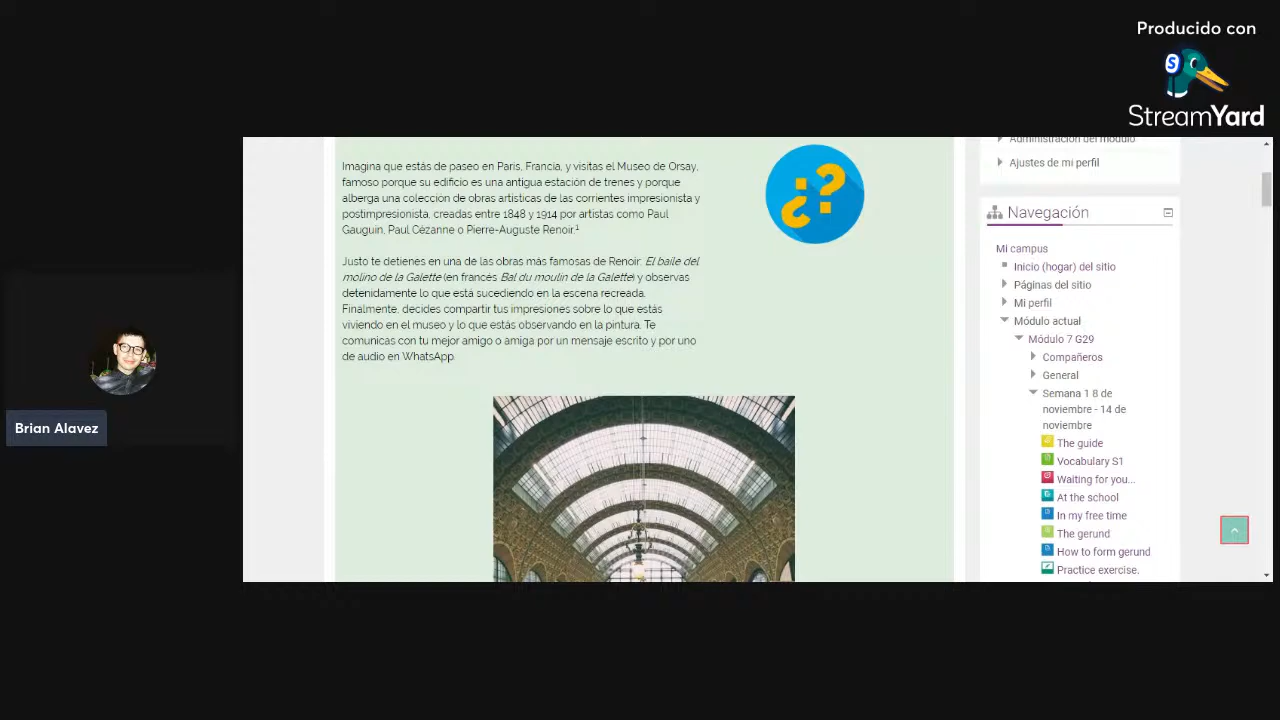 Producido con
StreamYard
Imagina que estás de paseo en París, Francia, y visitas el Museo de Orsay,
famoso porque su edificio es una antigua estación de trenes y porque
alberga una colección de obras artísticas de las corrientes impresionista y
postimpresionista, creadas entre 1848 y 1914 por artistas como Paul
Gauguin, Paul Cézanne o Pierre-Auguste Renoir.¹
Justo te detienes en una de las obras más famosas de Renoir: El baile del
molino de la Galette (en francés Bal du moulin de la Galette) y observas
detenidamente lo que está sucediendo en la escena recreada.
Finalmente, decides compartir tus impresiones sobre lo que estás
viviendo en el museo y lo que estás observando en la pintura. Te
comunicas con tu mejor amigo o amiga por un mensaje escrito y por uno
de audio en WhatsApp.
¿?
Administración del módulo
Ajustes de mi perfil
Navegación
Mi campus
Inicio (hogar) del sitio
Páginas del sitio
Mi perfil
Módulo actual
Módulo 7 G29
Compañeros
General
Semana 1 8 de
noviembre - 14 de
noviembre
The guide
Vocabulary S1
Waiting for you...
At the school
In my free time
The gerund
How to form gerund
Practice exercise.
Brian Alavez